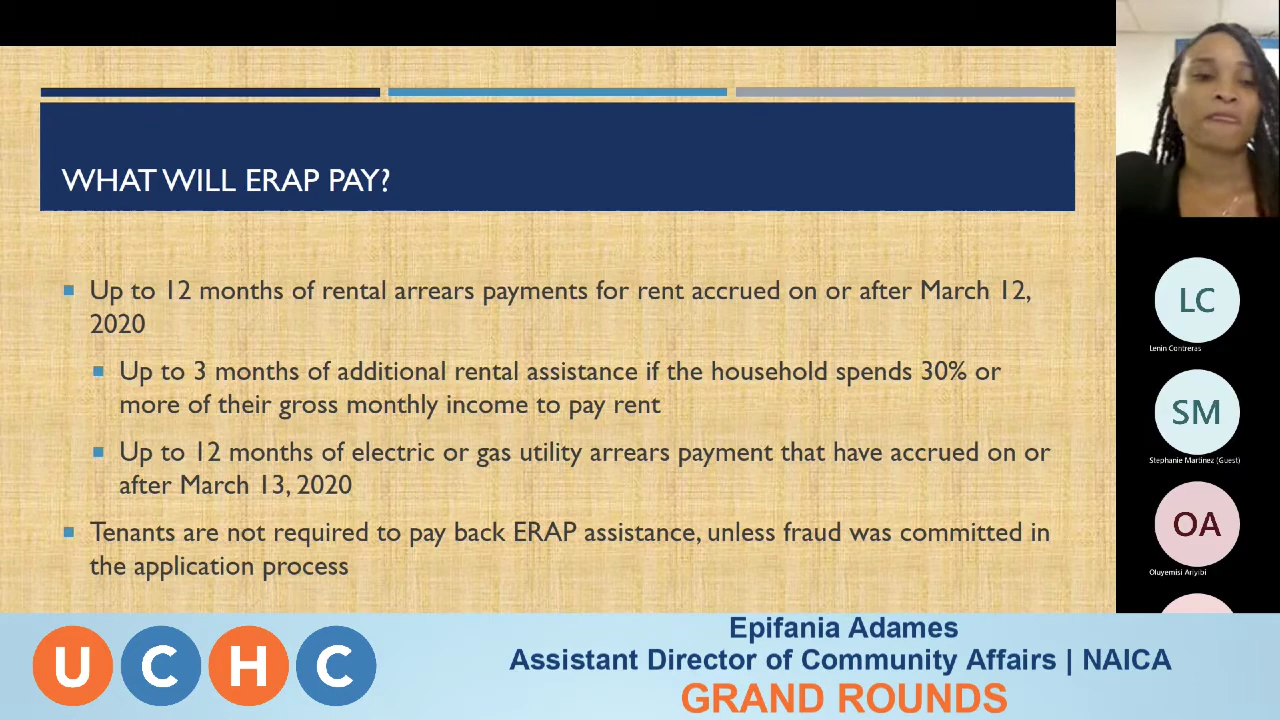 WHAT WILL ERAP PAY?
Up to 12 months of rental arrears payments for rent accrued on or after March 12,
2020
Up to 3 months of additional rental assistance if the household spends 30% or
more of their gross monthly income to pay rent
Up to 12 months of electric or gas utility arrears payment that have accrued on or
after March 13, 2020
Tenants are not required to pay back ERAP assistance, unless fraud was committed in
the application process
LC
Lenin Contreras
SM
Stephanie Martinez (Guest)
OA
Oluyemisi Aniyibi
UCHC
Epifania Adames
Assistant Director of Community Affairs | NAICA
GRAND ROUNDS